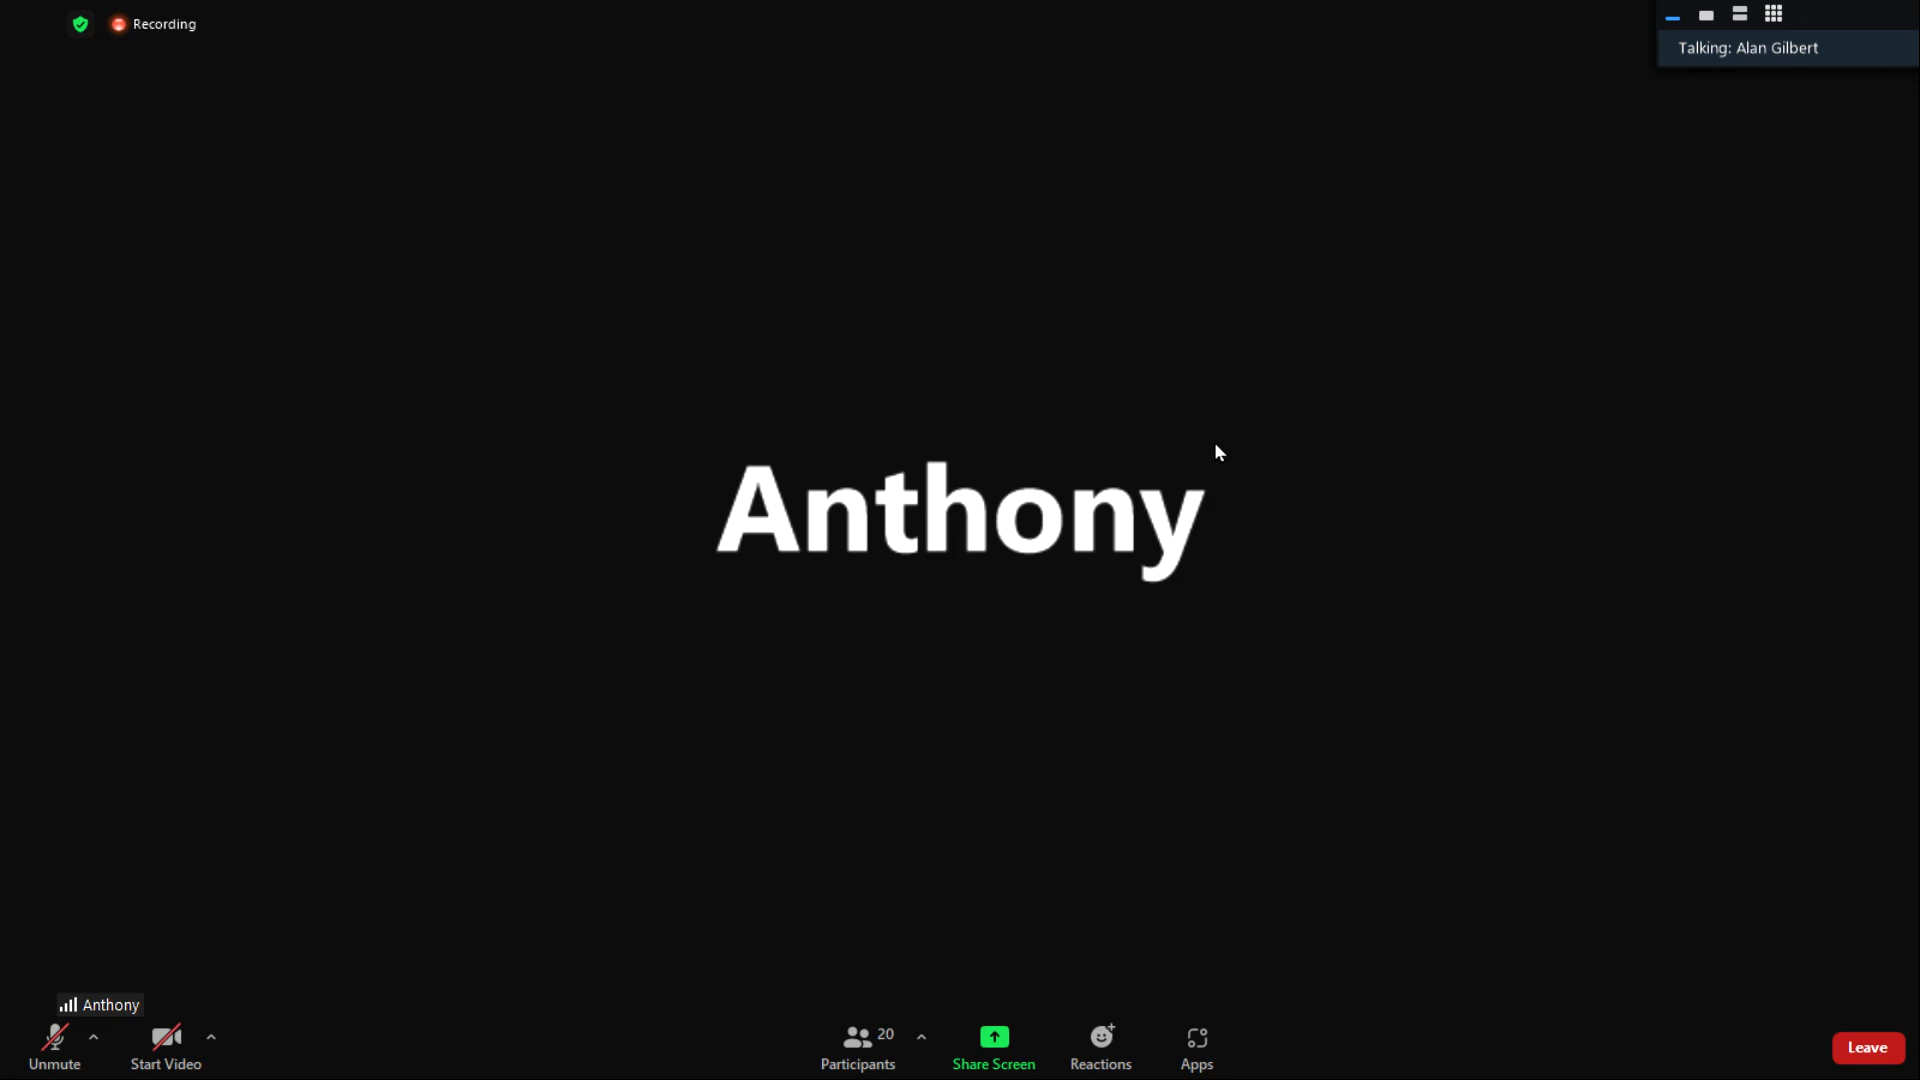 Recording
Talking: Alan Gilbert
Anthony
Anthony
20
Unmute
Start Video
Participants
Share Screen
Reactions
Apps
Leave